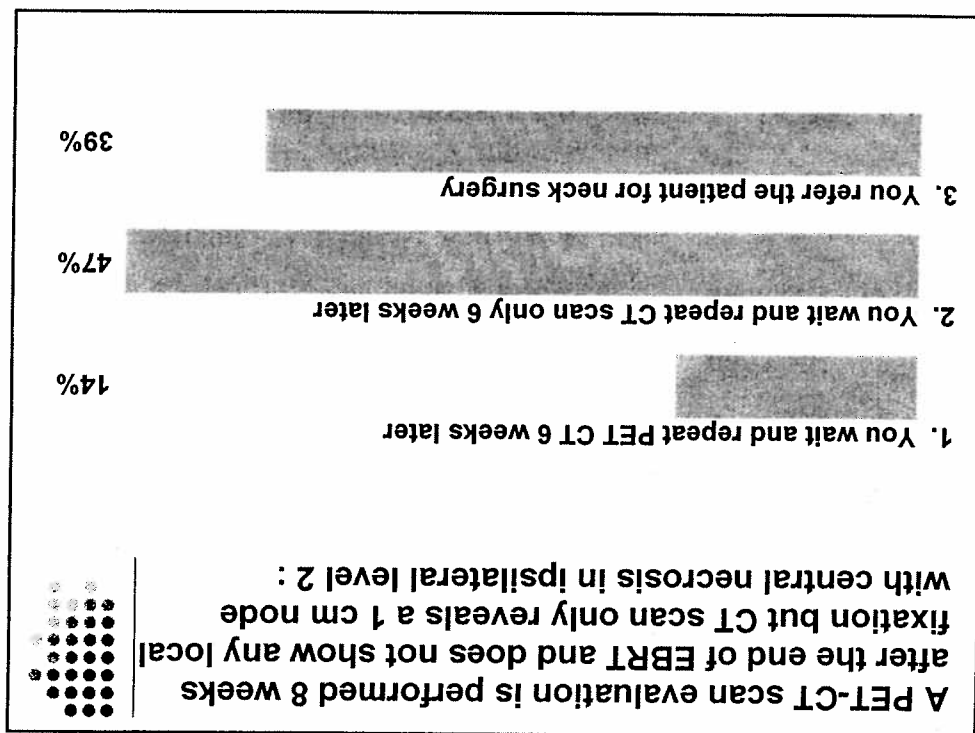 A PET-CT scan evaluation is performed 8 weeks
after the end of EBRT and does not show any local
fixation but CT scan only reveals a 1 cm node
with central necrosis in ipsilateral level 2 :
1. You wait and repeat PET CT 6 weeks later
14%
2. You wait and repeat CT scan only 6 weeks later
47%
3. You refer the patient for neck surgery
39%